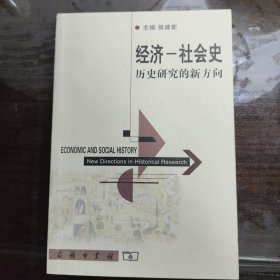 主编 侯建新
经济－社会史
历史研究的新方向
ECONOMIC AND SOCIAL HISTORY
New Directions in Historical Research
商务印书馆